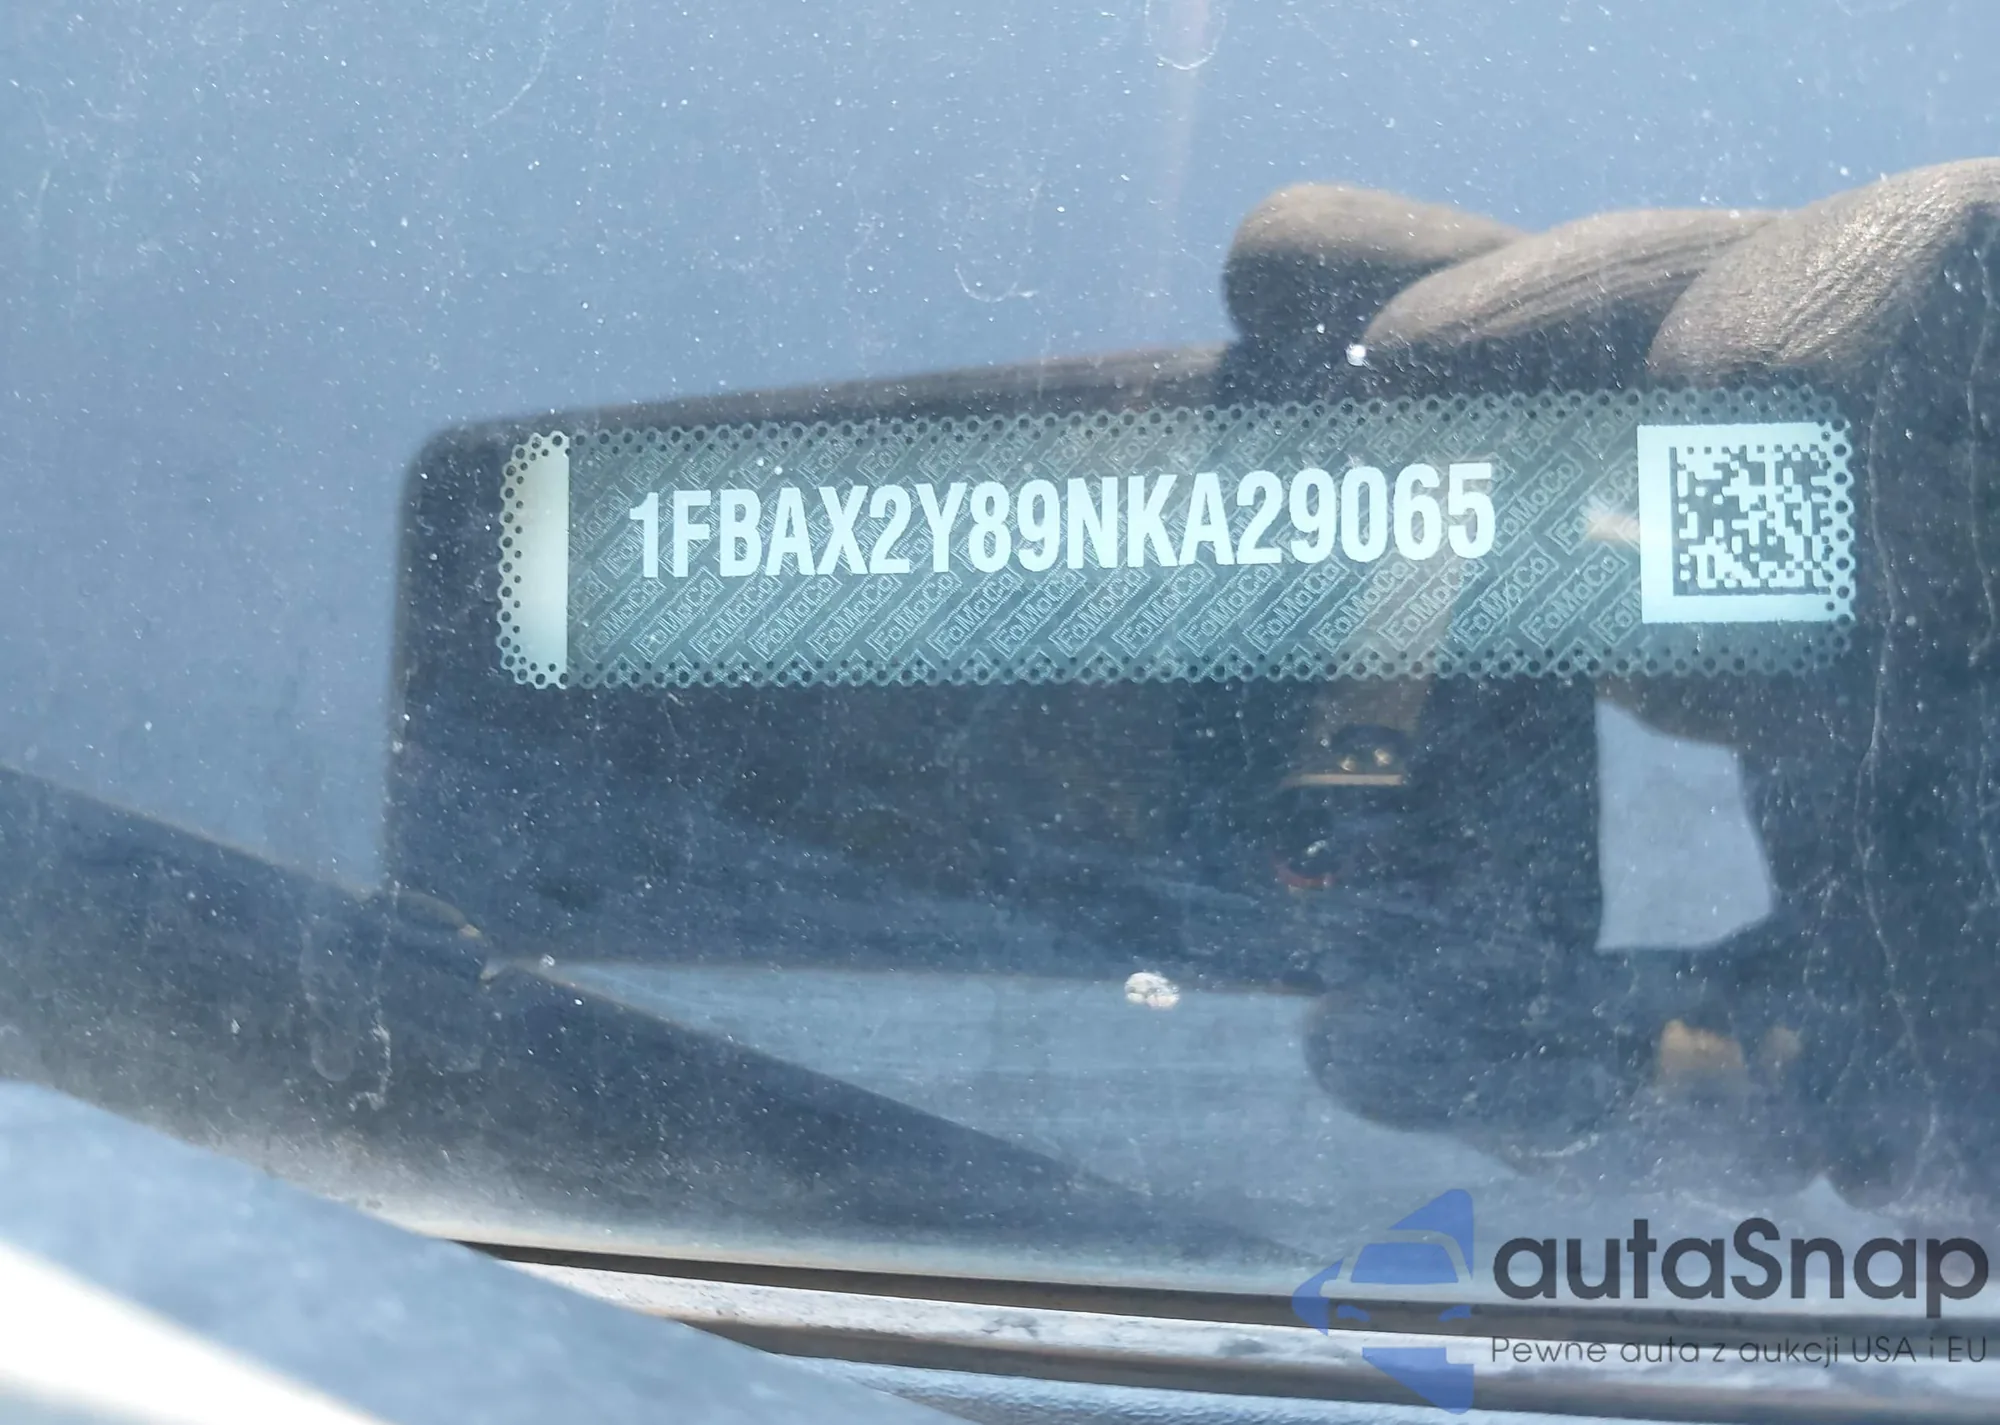 1FBAX2Y89NKA29065
autaSnap
Pewne auta z aukcji USA i EU